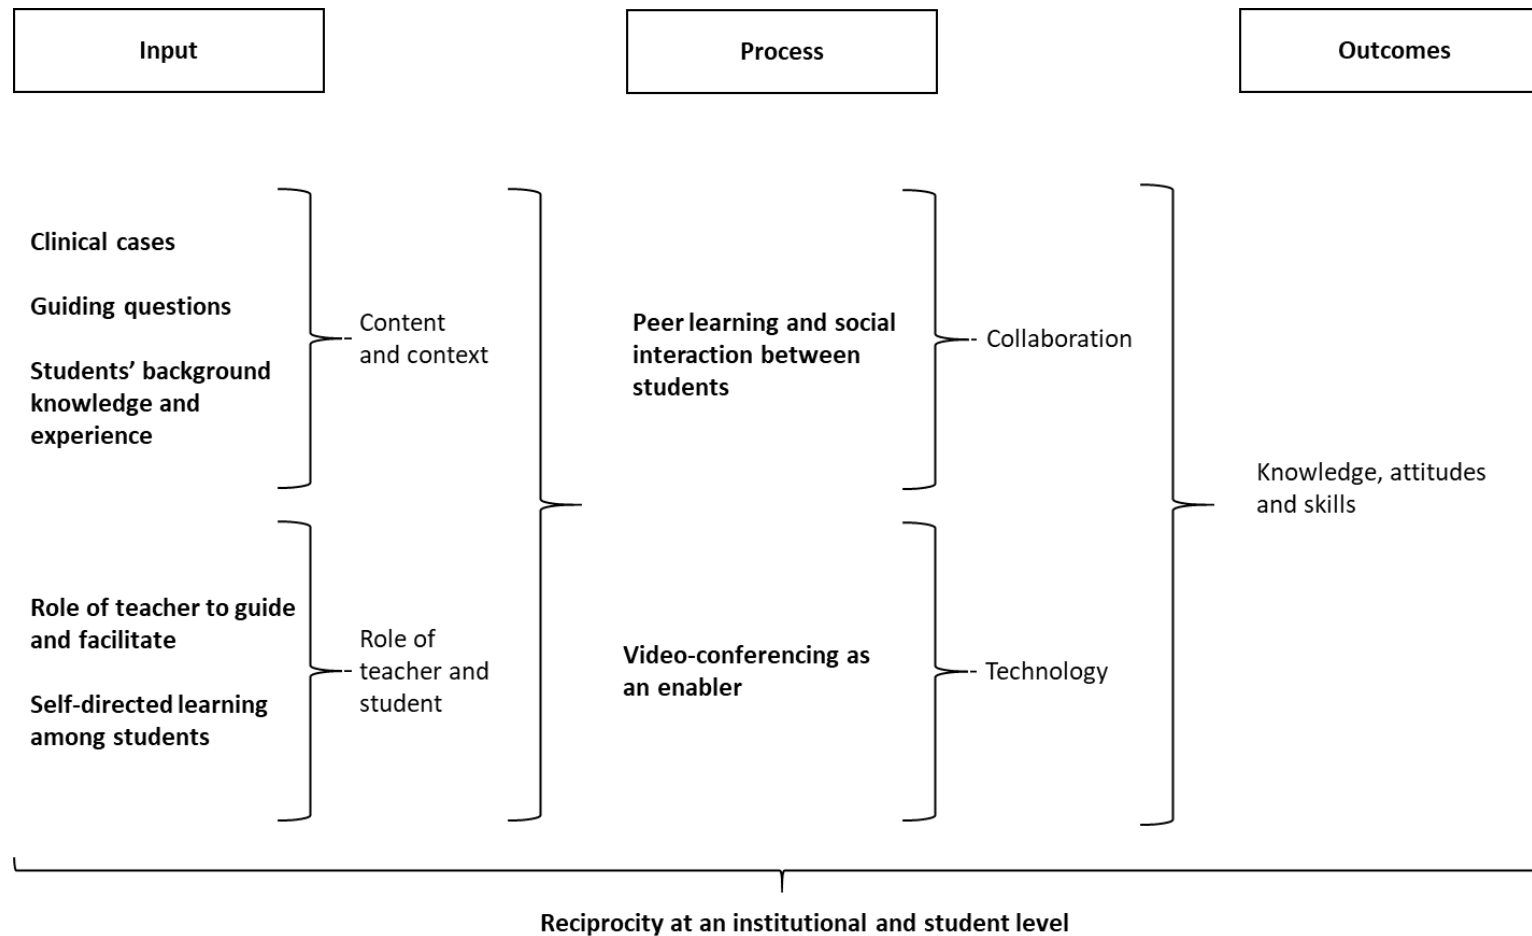 Input
Process
Outcomes
Clinical cases
Guiding questions
Students’ background
knowledge and
experience
Content
and context
Role of teacher to guide
and facilitate
Self-directed learning
among students
Role of
teacher and
student
Peer learning and social
interaction between
students
Collaboration
Video-conferencing as
an enabler
Technology
Knowledge, attitudes
and skills
Reciprocity at an institutional and student level